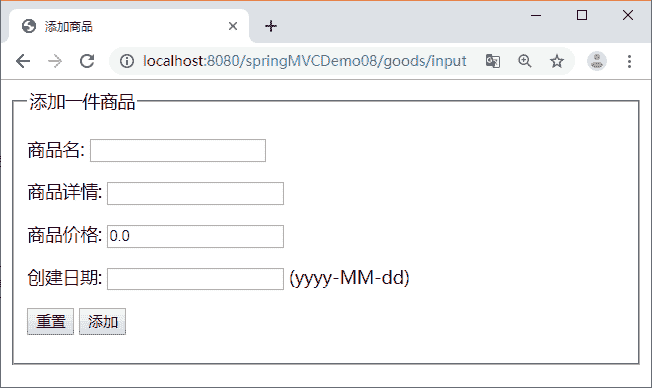 添加商品
localhost:8080/springMVCDemo08/goods/input
添加一件商品
商品名:
商品详情:
商品价格: 0.0
创建日期: (yyyy-MM-dd)
重置 添加